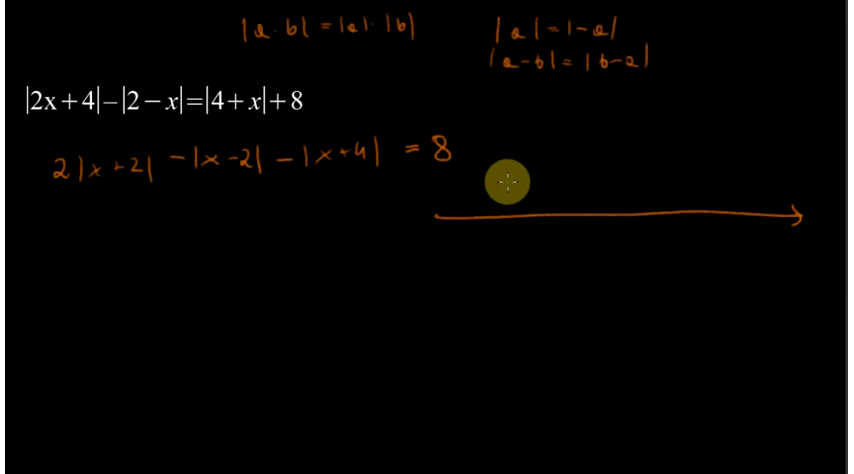 |a·b| = |a|·|b|
|a| = |-a|
|a-b| = |b-a|
|2x+4|–|2−x|=|4+x|+8
2|x+2| -|x-2| -|x+4| = 8